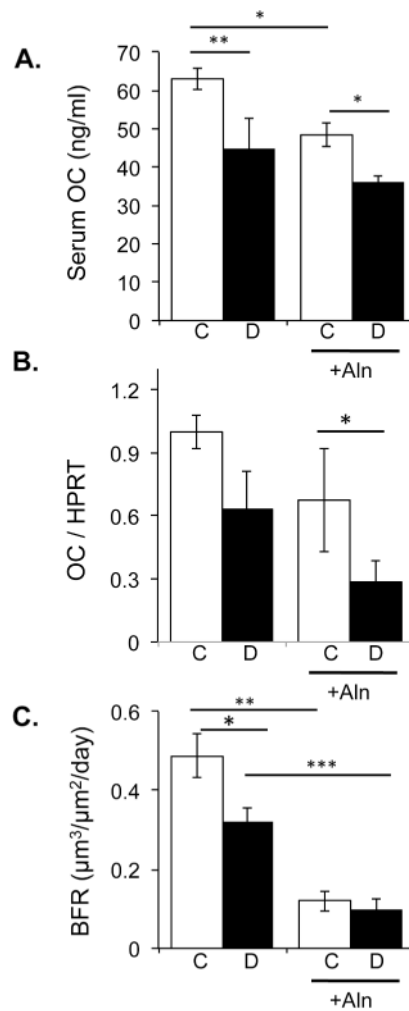 A.
Serum OC (ng/ml)
70
60
50
40
30
20
10
0
*
**
*
C D C D
+Aln
B.
OC / HPRT
1.2
0.9
0.6
0.3
0
*
C D C D
+Aln
C.
BFR (µm³/µm²/day)
0.6
0.4
0.2
0
**
*
***
C D C D
+Aln